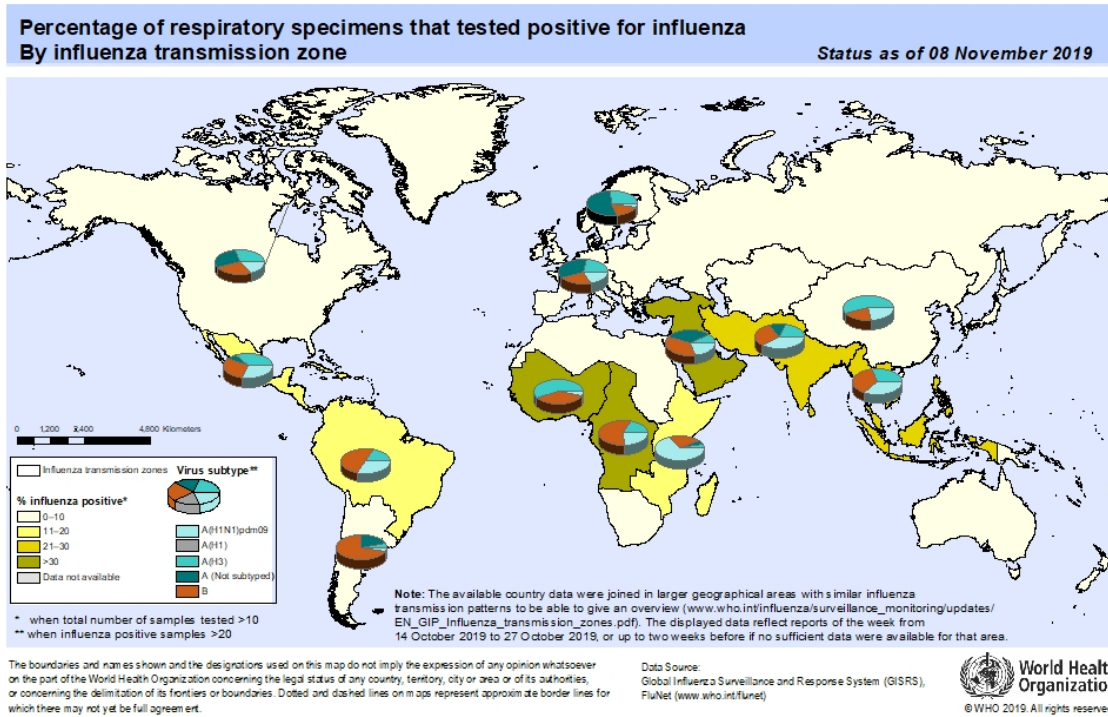 Percentage of respiratory specimens that tested positive for influenza
By influenza transmission zone
Status as of 08 November 2019
0 1,200 2,400 4,800 Kilometers
Influenza transmission zones
Virus subtype**
% influenza positive*
0–10
11–20
21–30
>30
Data not available
A(H1N1)pdm09
A(H1)
A(H3)
A (Not subtyped)
B
* when total number of samples tested >10
** when influenza positive samples >20
Note: The available country data were joined in larger geographical areas with similar influenza
transmission patterns to be able to give an overview (www.who.int/influenza/surveillance_monitoring/updates/
EN_GIP_Influenza_transmission_zones.pdf). The displayed data reflect reports of the week from
14 October 2019 to 27 October 2019, or up to two weeks before if no sufficient data were available for that area.
The boundaries and names shown and the designations used on this map do not imply the expression of any opinion whatsoever
on the part of the World Health Organization concerning the legal status of any country, territory, city or area or of its authorities,
or concerning the delimitation of its frontiers or boundaries. Dotted and dashed lines on maps represent approximate border lines for
which there may not yet be full agreement.
Data Source:
Global Influenza Surveillance and Response System (GISRS),
FluNet (www.who.int/flunet)
World Health
Organizatio
© WHO 2019. All rights reserve